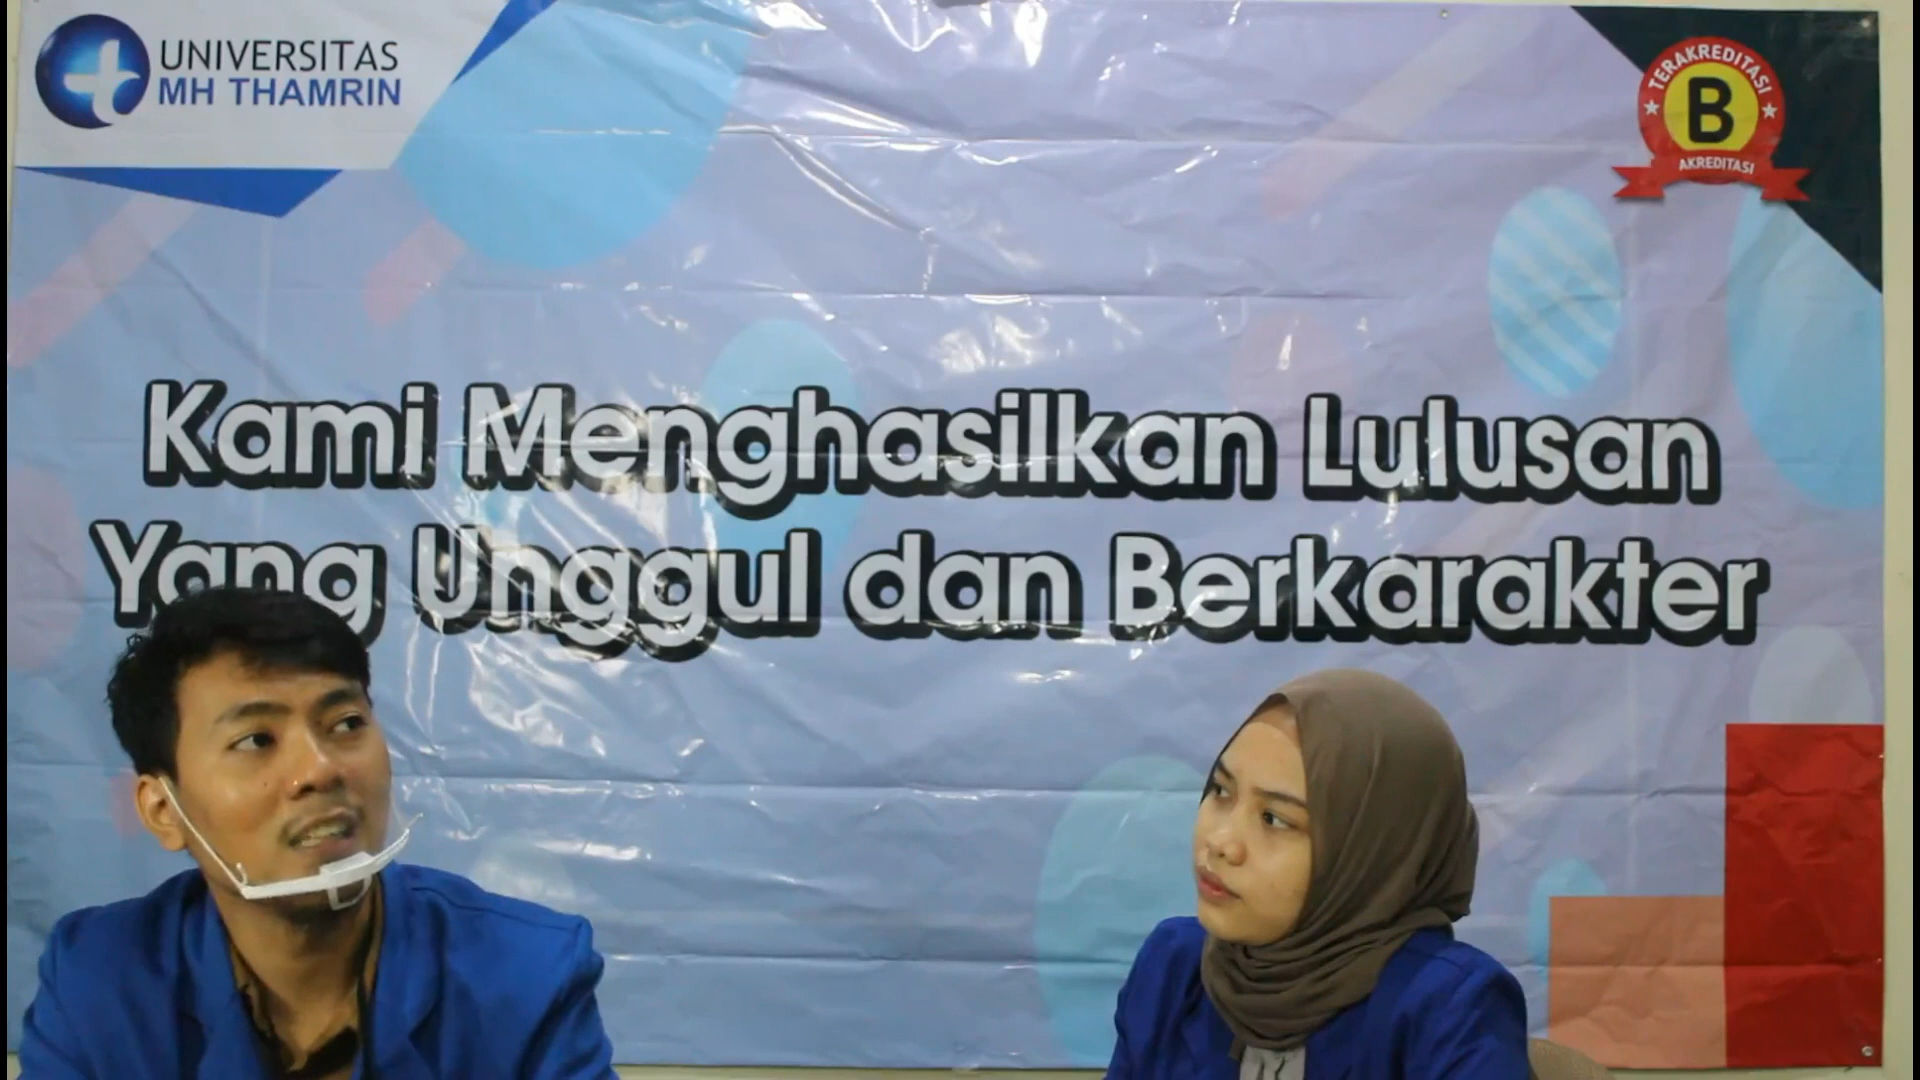 UNIVERSITAS
MH THAMRIN
TERAKREDITASI
B
AKREDITASI
Kami Menghasilkan Lulusan
Yang Unggul dan Berkarakter